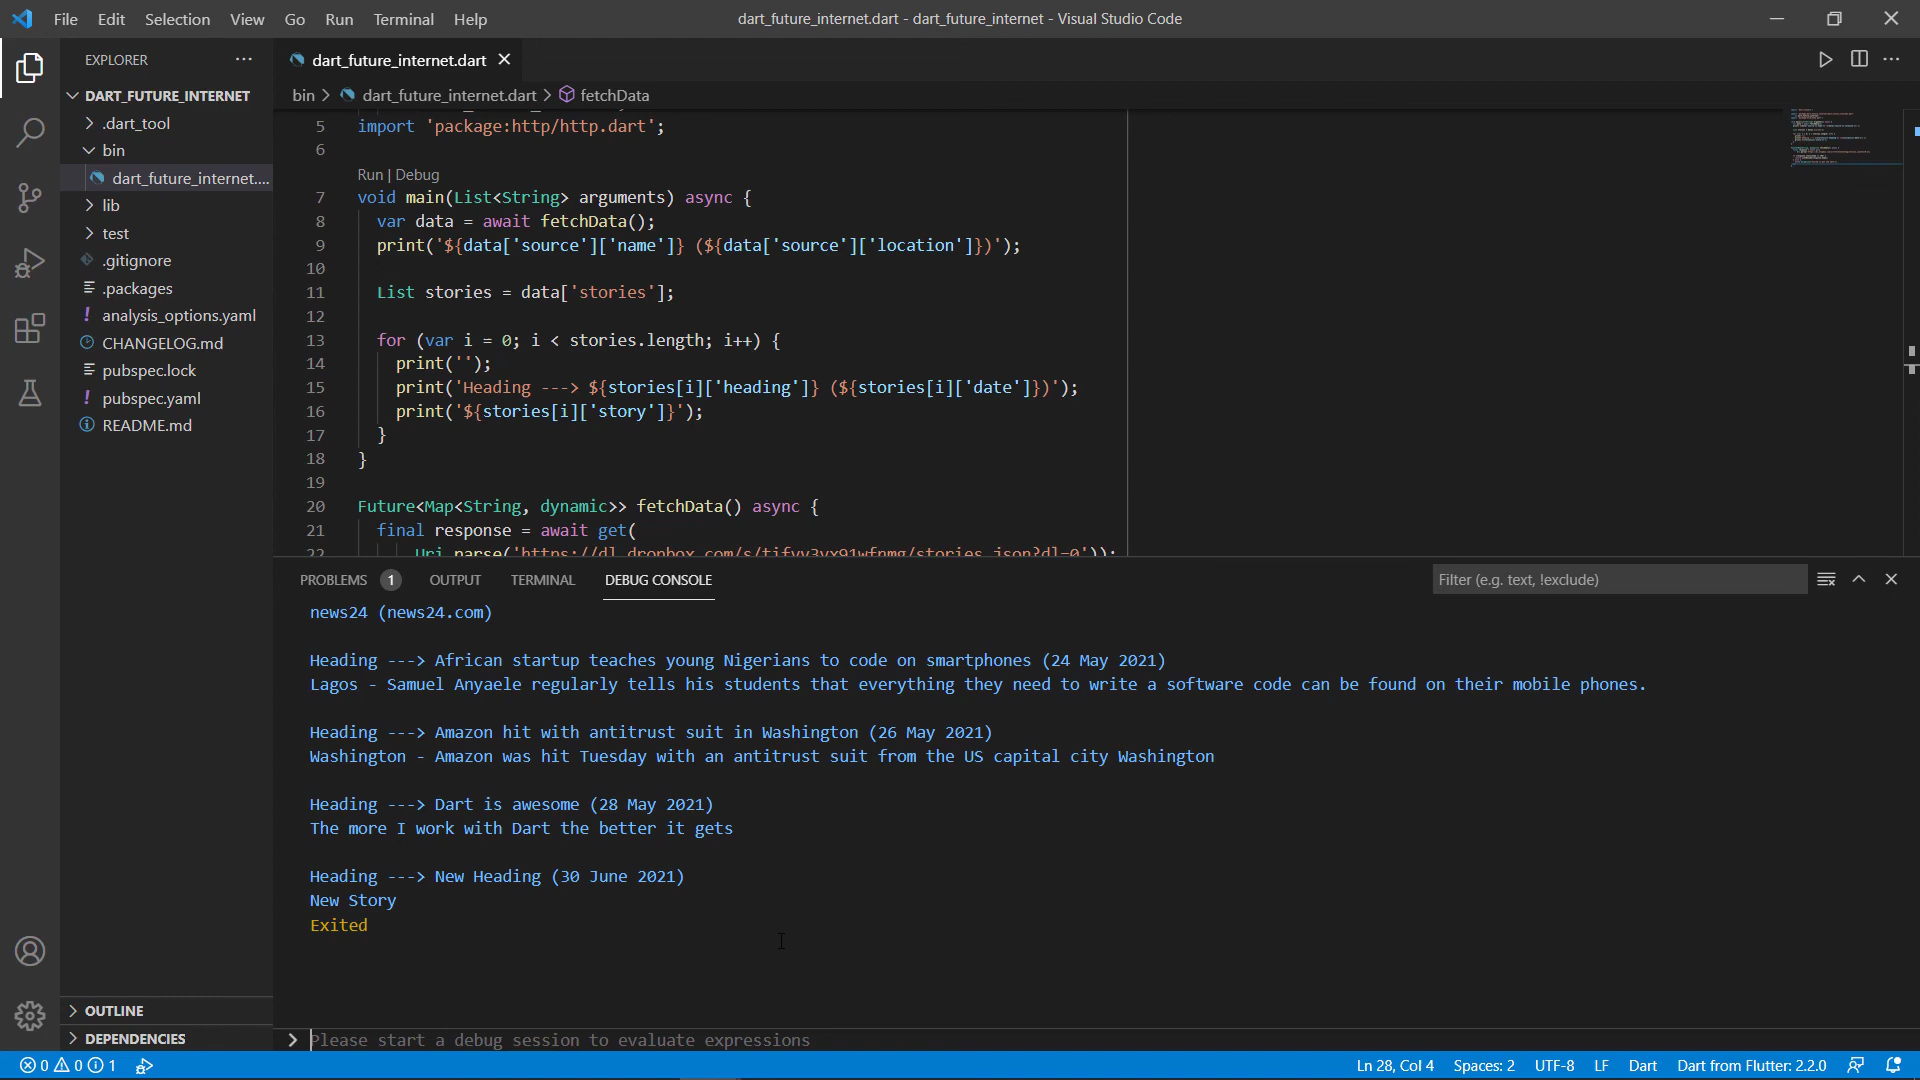 File Edit Selection View Go Run Terminal Help
dart_future_internet.dart - dart_future_internet - Visual Studio Code
EXPLORER
DART_FUTURE_INTERNET
.dart_tool
bin
dart_future_internet....
lib
test
.gitignore
.packages
analysis_options.yaml
CHANGELOG.md
pubspec.lock
pubspec.yaml
README.md
OUTLINE
DEPENDENCIES
dart_future_internet.dart
bin > dart_future_internet.dart > fetchData
5 import 'package:http/http.dart';
6
Run | Debug
7 void main(List<String> arguments) async {
8 var data = await fetchData();
9 print('${data['source']['name']} (${data['source']['location']})');
10
11 List stories = data['stories'];
12
13 for (var i = 0; i < stories.length; i++) {
14 print('');
15 print('Heading ---> ${stories[i]['heading']} (${stories[i]['date']})');
16 print('${stories[i]['story']}');
17 }
18 }
19
20 Future<Map<String, dynamic>> fetchData() async {
21 final response = await get(
22 Uri.parse('https://dl.dropbox.com/s/
PROBLEMS 1 OUTPUT TERMINAL DEBUG CONSOLE
Filter (e.g. text, !exclude)
news24 (news24.com)
Heading ---> African startup teaches young Nigerians to code on smartphones (24 May 2021)
Lagos - Samuel Anyaele regularly tells his students that everything they need to write a software code can be found on their mobile phones.
Heading ---> Amazon hit with antitrust suit in Washington (26 May 2021)
Washington - Amazon was hit Tuesday with an antitrust suit from the US capital city Washington
Heading ---> Dart is awesome (28 May 2021)
The more I work with Dart the better it gets
Heading ---> New Heading (30 June 2021)
New Story
Exited
Please start a debug session to evaluate expressions
0 0 1
Ln 28, Col 4 Spaces: 2 UTF-8 LF Dart Dart from Flutter: 2.2.0